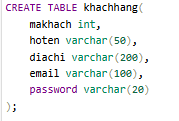 CREATE TABLE khachhang(
makhach int,
hoten varchar(50),
diachi varchar(200),
email varchar(100),
password varchar(20)
);